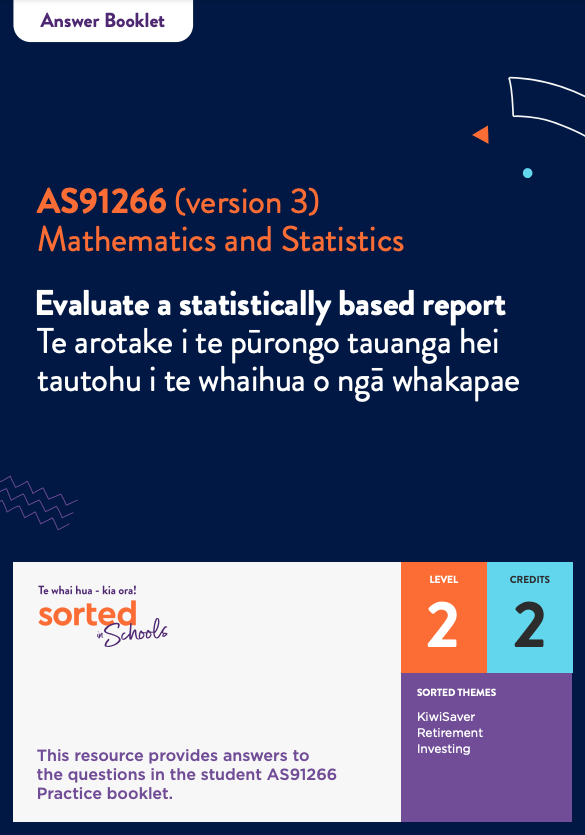 Answer Booklet
AS91266 (version 3)
Mathematics and Statistics
Evaluate a statistically based report
Te arotake i te pūrongo tauanga hei
tautohu i te whaihua o ngā whakapae
Te whai hua - kia ora!
sorted
in Schools
This resource provides answers to
the questions in the student AS91266
Practice booklet.
LEVEL
2
CREDITS
2
SORTED THEMES
KiwiSaver
Retirement
Investing